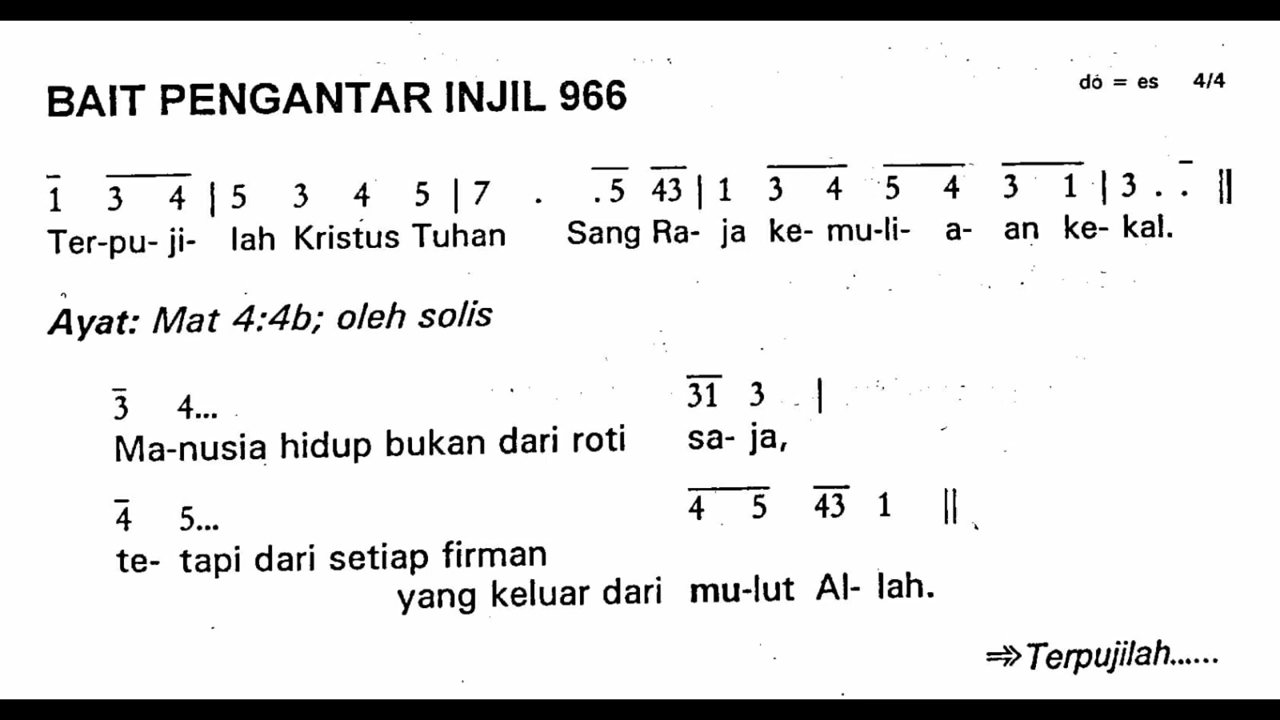 BAIT PENGANTAR INJIL 966
dó = es 4/4
1 3 4 | 5 3 4 5 | 7 . .5 43 | 1 3 4 5 4 3 1 | 3 . . ||
Ter-pu- ji- lah Kristus Tuhan Sang Ra- ja ke- mu-li- a- an ke- kal.
Ayat: Mat 4:4b; oleh solis
3 4... 31 3 |
Ma-nusia hidup bukan dari roti sa- ja,
4 5... 4 5 43 1 ||
te- tapi dari setiap firman
yang keluar dari mu-lut Al- lah.
⇒Terpujilah......